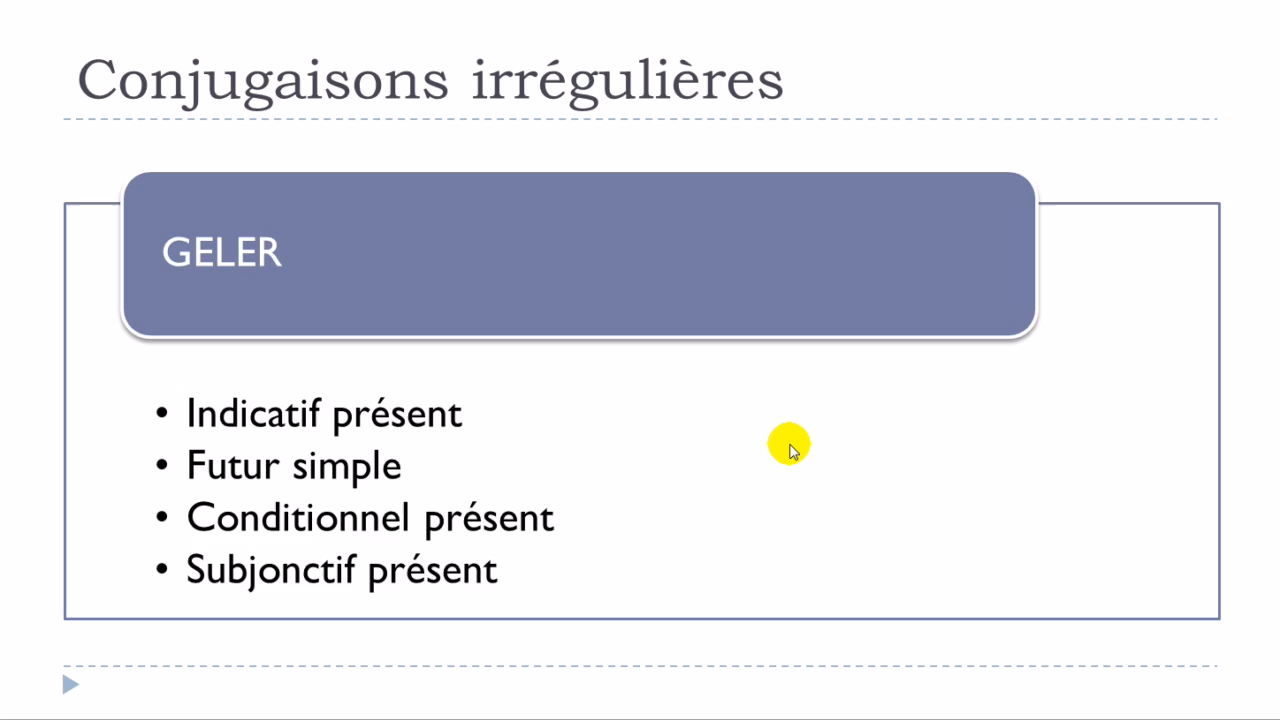 Conjugaisons irrégulières
GELER
• Indicatif présent
• Futur simple
• Conditionnel présent
• Subjonctif présent